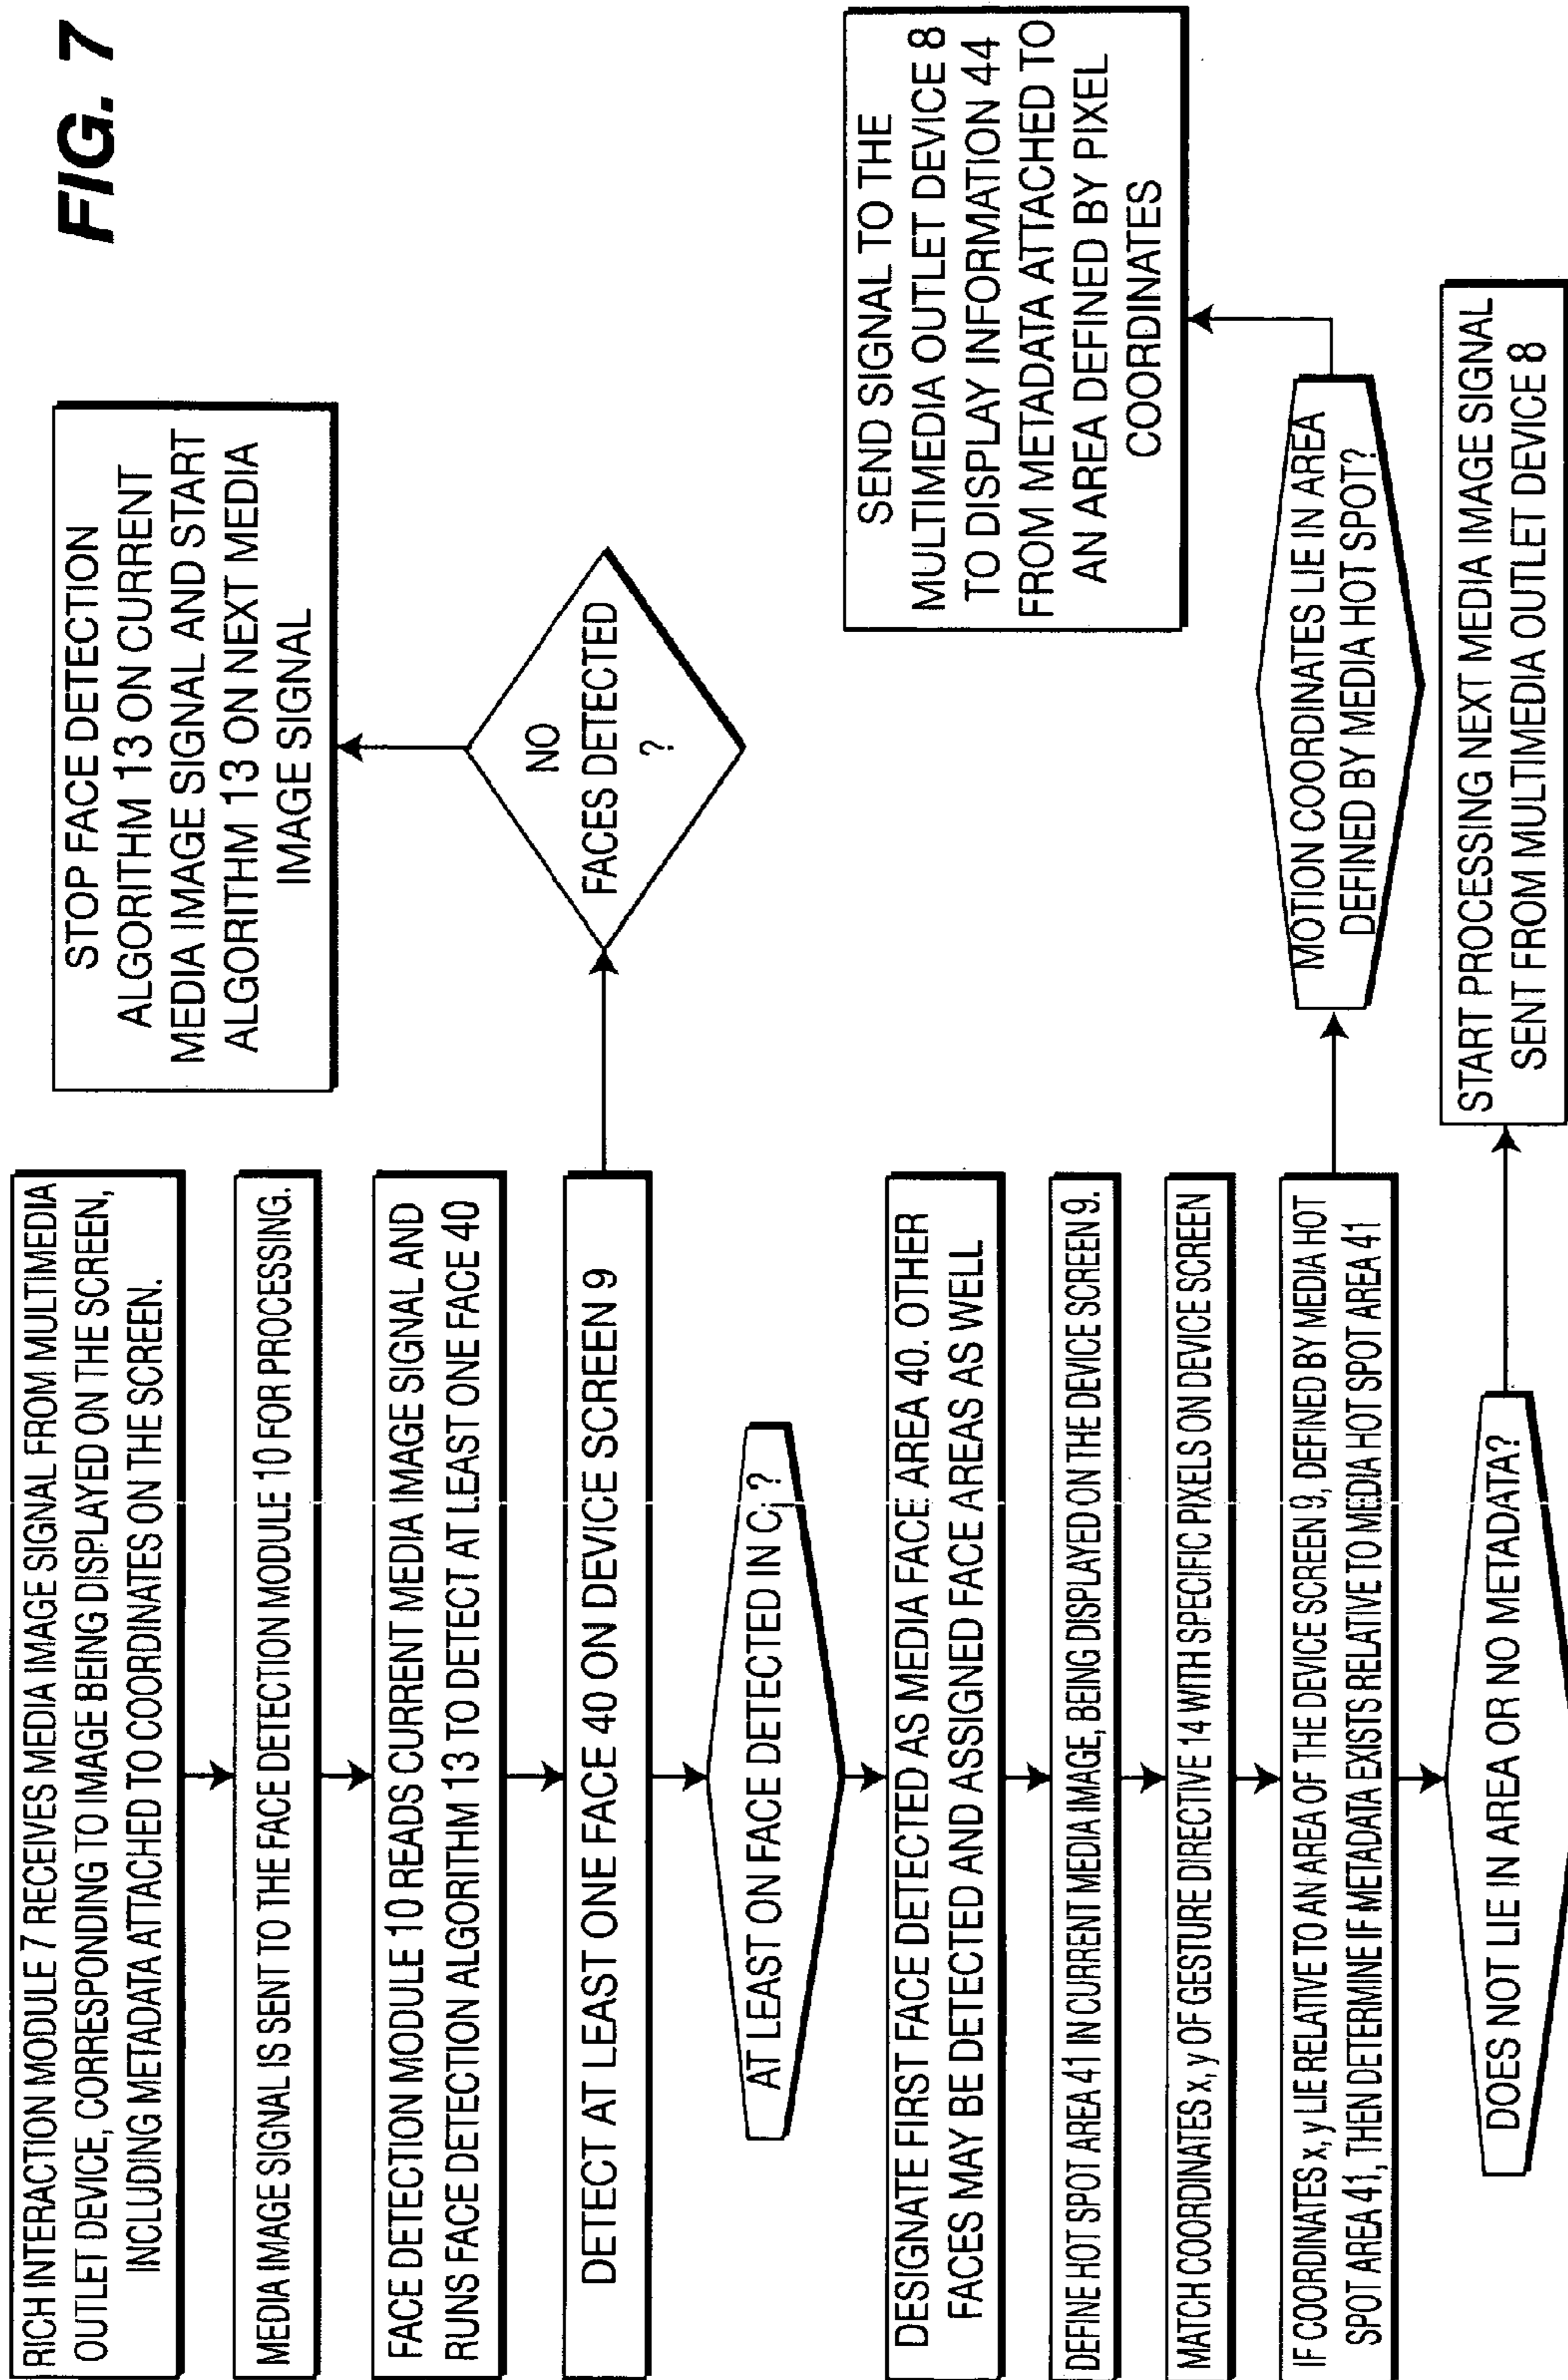 FIG. 7
RICH INTERACTION MODULE 7 RECEIVES MEDIA IMAGE SIGNAL FROM MULTIMEDIA
OUTLET DEVICE, CORRESPONDING TO IMAGE BEING DISPLAYED ON THE SCREEN,
INCLUDING METADATA ATTACHED TO COORDINATES ON THE SCREEN.
MEDIA IMAGE SIGNAL IS SENT TO THE FACE DETECTION MODULE 10 FOR PROCESSING.
FACE DETECTION MODULE 10 READS CURRENT MEDIA IMAGE SIGNAL AND
RUNS FACE DETECTION ALGORITHM 13 TO DETECT AT LEAST ONE FACE 40
DETECT AT LEAST ONE FACE 40 ON DEVICE SCREEN 9
NO
FACES DETECTED
?
STOP FACE DETECTION
ALGORITHM 13 ON CURRENT
MEDIA IMAGE SIGNAL AND START
ALGORITHM 13 ON NEXT MEDIA
IMAGE SIGNAL
AT LEAST ON FACE DETECTED IN Ci ?
DESIGNATE FIRST FACE DETECTED AS MEDIA FACE AREA 40. OTHER
FACES MAY BE DETECTED AND ASSIGNED FACE AREAS AS WELL
DEFINE HOT SPOT AREA 41 IN CURRENT MEDIA IMAGE, BEING DISPLAYED ON THE DEVICE SCREEN 9.
MATCH COORDINATES x, y OF GESTURE DIRECTIVE 14 WITH SPECIFIC PIXELS ON DEVICE SCREEN
IF COORDINATES x, y LIE RELATIVE TO AN AREA OF THE DEVICE SCREEN 9, DEFINED BY MEDIA HOT
SPOT AREA 41, THEN DETERMINE IF METADATA EXISTS RELATIVE TO MEDIA HOT SPOT AREA 41
MOTION COORDINATES LIE IN AREA
DEFINED BY MEDIA HOT SPOT?
SEND SIGNAL TO THE
MULTIMEDIA OUTLET DEVICE 8
TO DISPLAY INFORMATION 44
FROM METADATA ATTACHED TO
AN AREA DEFINED BY PIXEL
COORDINATES
DOES NOT LIE IN AREA OR NO METADATA?
START PROCESSING NEXT MEDIA IMAGE SIGNAL
SENT FROM MULTIMEDIA OUTLET DEVICE 8